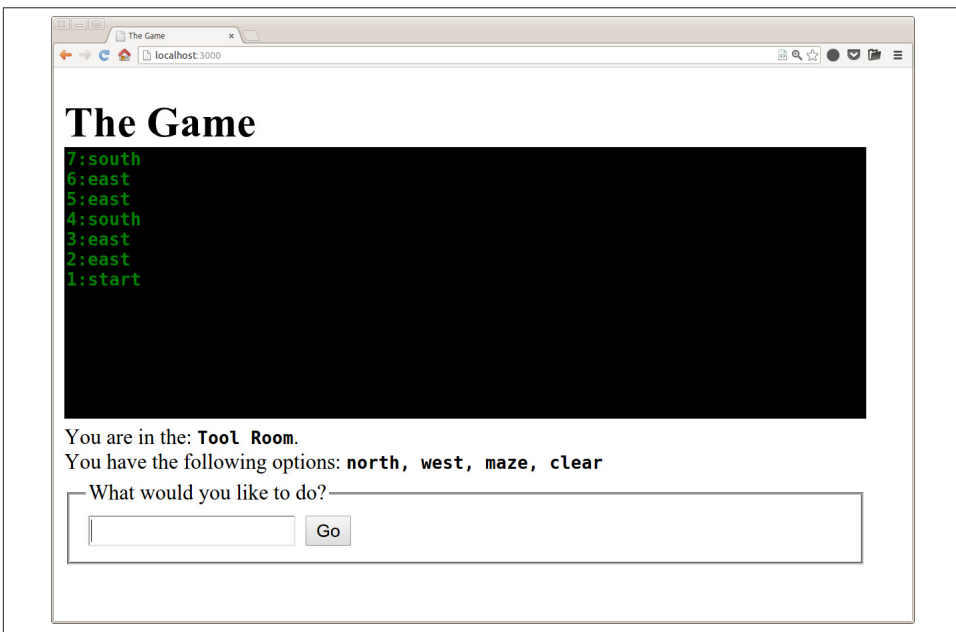 The Game
localhost:3000
The Game
7:south
6:east
5:east
4:south
3:east
2:east
1:start
You are in the: Tool Room.
You have the following options: north, west, maze, clear
What would you like to do?
Go